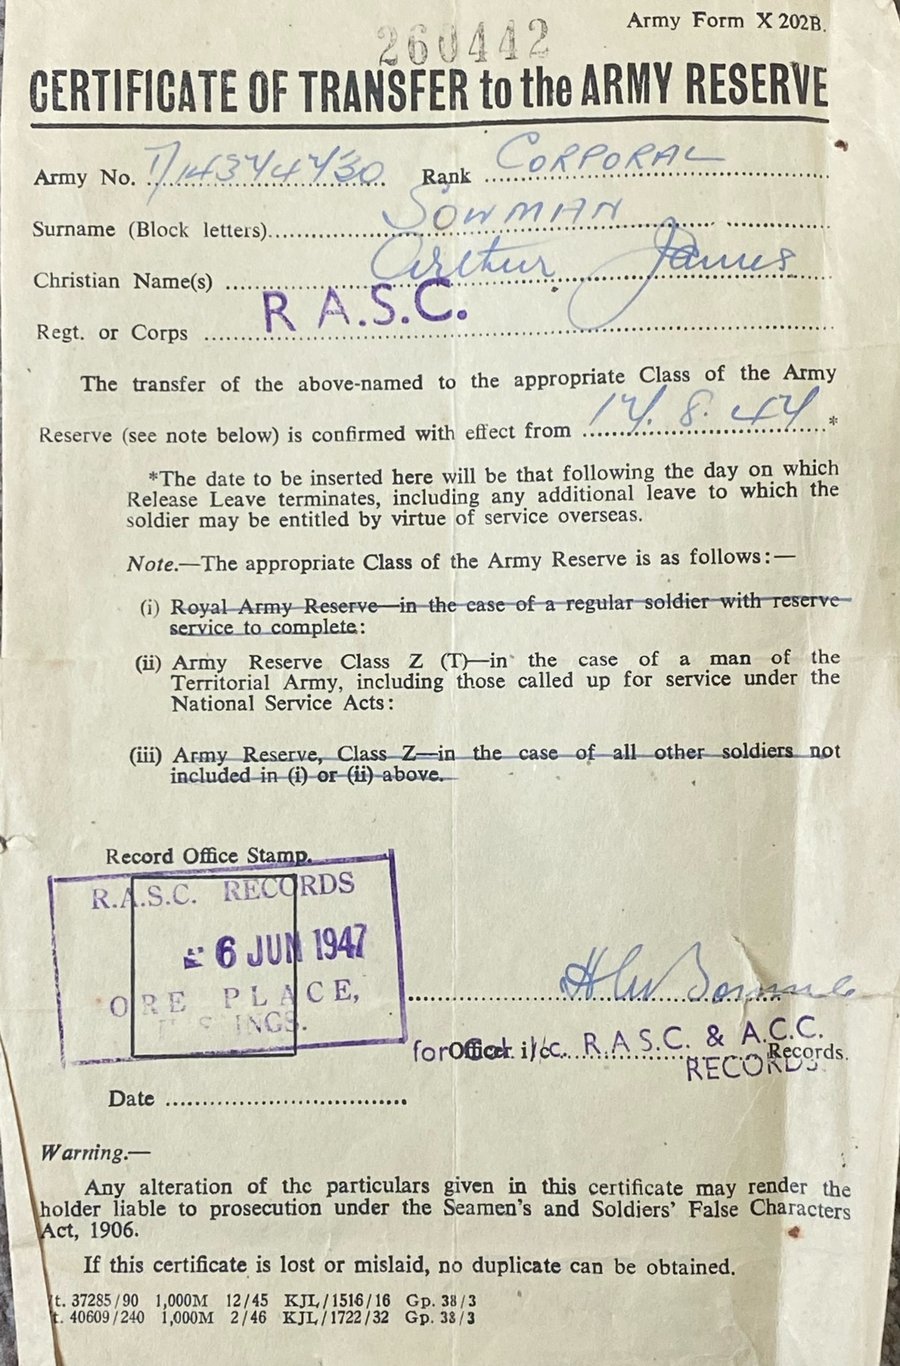 Army Form X 202B.
260442
CERTIFICATE OF TRANSFER to the ARMY RESERVE
Army No. T/14374730 Rank CORPORAL
Surname (Block letters) SOWMAN
Christian Name(s) Arthur James
Regt. or Corps R A.S.C.
The transfer of the above-named to the appropriate Class of the Army
Reserve (see note below) is confirmed with effect from 17.8.47*
*The date to be inserted here will be that following the day on which
Release Leave terminates, including any additional leave to which the
soldier may be entitled by virtue of service overseas.
Note.—The appropriate Class of the Army Reserve is as follows:—
(i) Royal Army Reserve—in the case of a regular soldier with reserve
service to complete:
(ii) Army Reserve Class Z (T)—in the case of a man of the
Territorial Army, including those called up for service under the
National Service Acts:
(iii) Army Reserve, Class Z—in the case of all other soldiers not
included in (i) or (ii) above.
Record Office Stamp.
R.A.S.C. RECORDS
6 JUN 1947
ORE PLACE,
HASTINGS.
for Officer i/c. R.A.S.C. & A.C.C. Records.
RECORDS.
Date
Warning.—
Any alteration of the particulars given in this certificate may render the
holder liable to prosecution under the Seamen's and Soldiers' False Characters
Act, 1906.
If this certificate is lost or mislaid, no duplicate can be obtained.
t. 37285/90 1,000M 12/45 KJL/1516/16 Gp. 38/3
t. 40609/240 1,000M 2/46 KJL/1722/32 Gp. 38/3